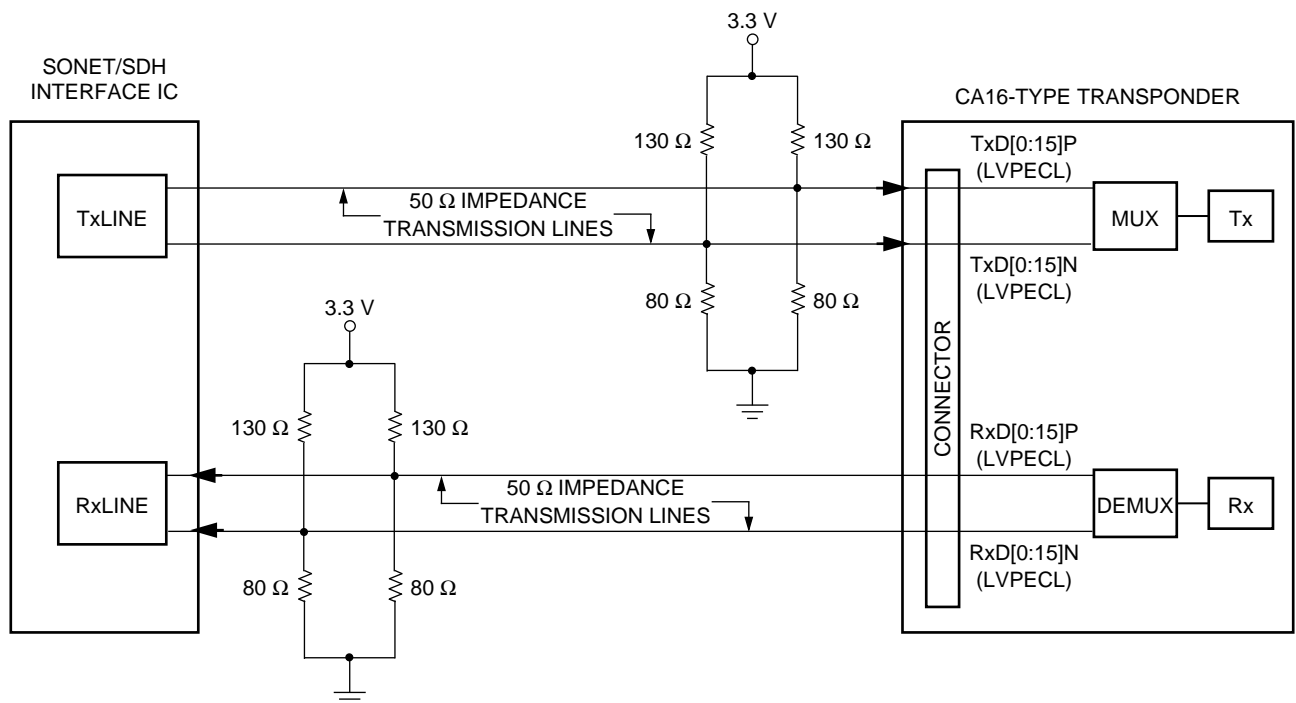 3.3 V
SONET/SDH
INTERFACE IC
CA16-TYPE TRANSPONDER
130 Ω
130 Ω
TxD[0:15]P
(LVPECL)
TxLINE
50 Ω IMPEDANCE
TRANSMISSION LINES
MUX
Tx
TxD[0:15]N
(LVPECL)
80 Ω
80 Ω
3.3 V
CONNECTOR
130 Ω
130 Ω
RxD[0:15]P
(LVPECL)
RxLINE
50 Ω IMPEDANCE
TRANSMISSION LINES
DEMUX
Rx
RxD[0:15]N
(LVPECL)
80 Ω
80 Ω